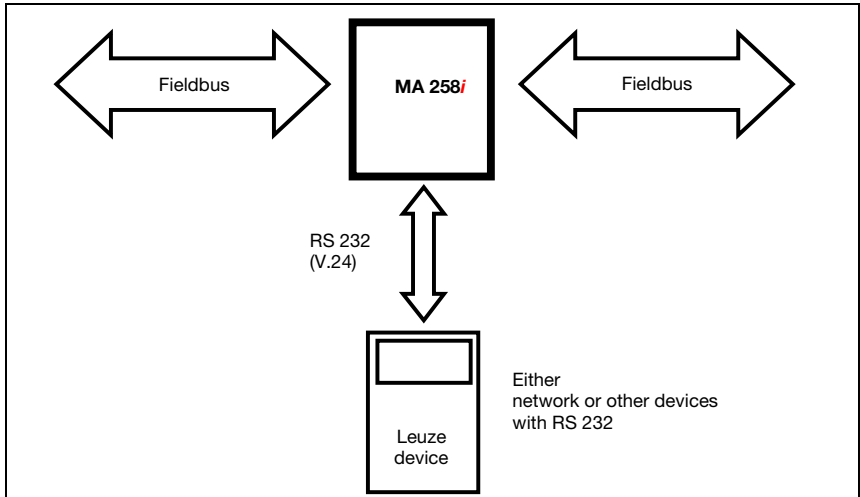 Fieldbus
MA 258i
Fieldbus
RS 232
(V.24)
Either
network or other devices
with RS 232
Leuze
device